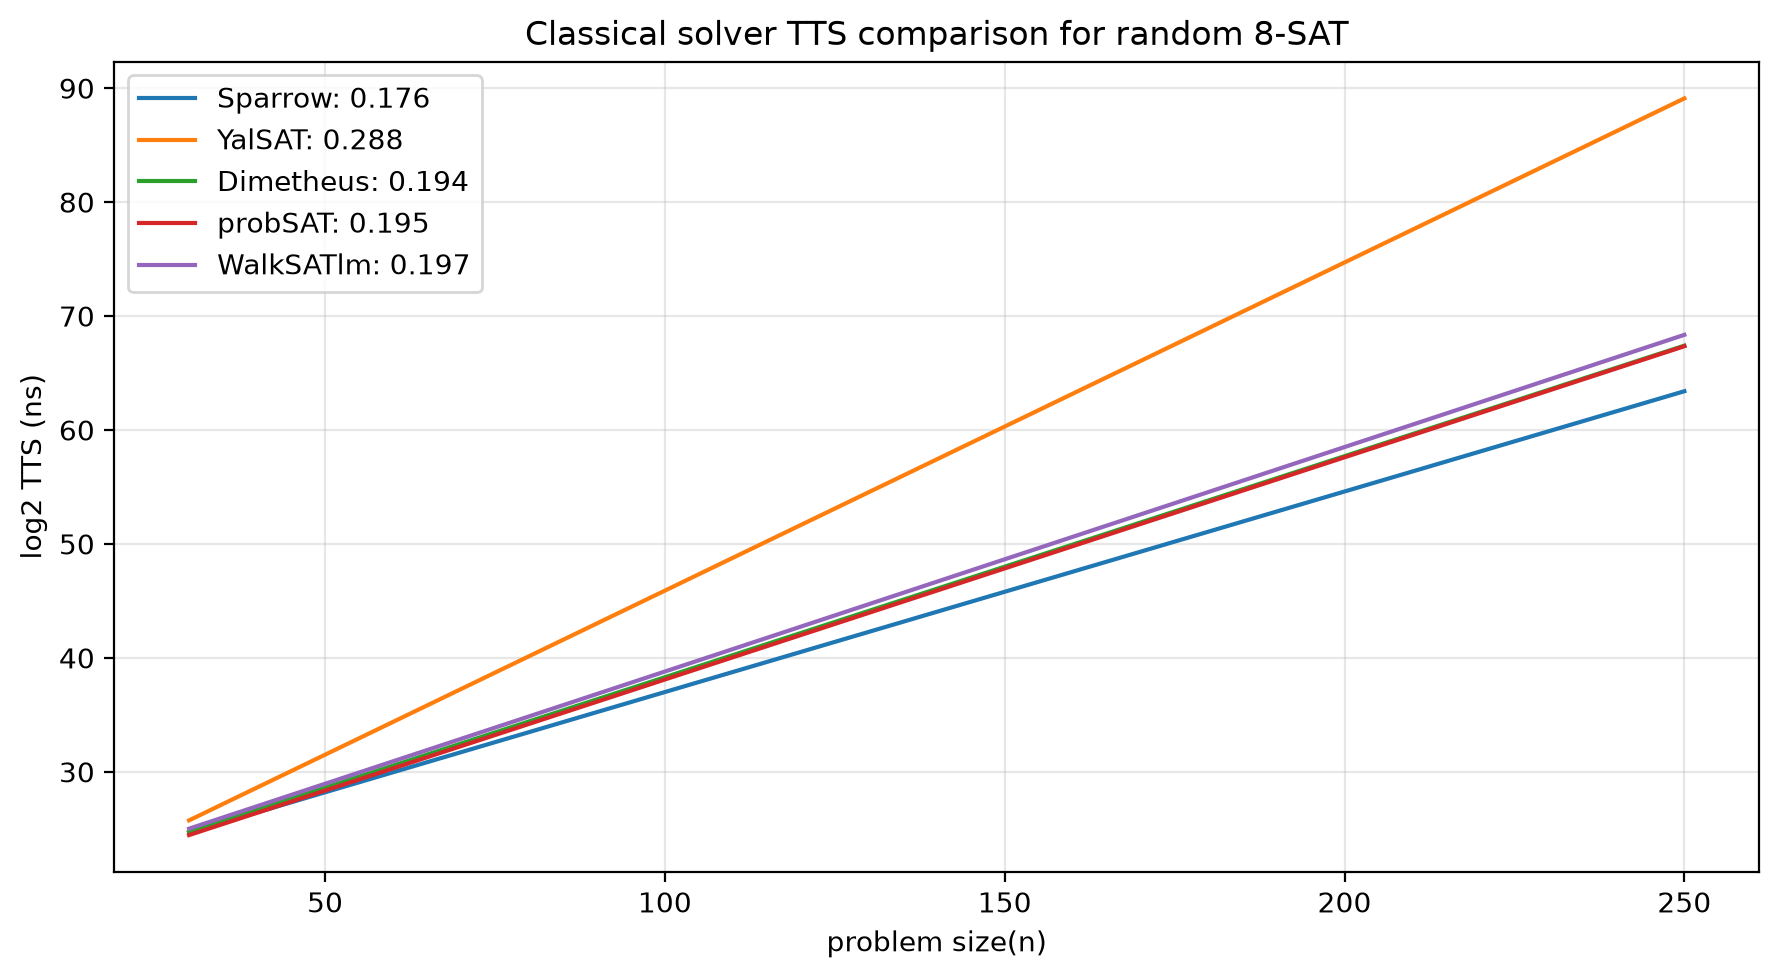 Classical solver TTS comparison for random 8-SAT
Sparrow: 0.176
YalSAT: 0.288
Dimetheus: 0.194
probSAT: 0.195
WalkSATlm: 0.197
log2 TTS (ns)
90
80
70
60
50
40
30
50
100
150
200
250
problem size(n)